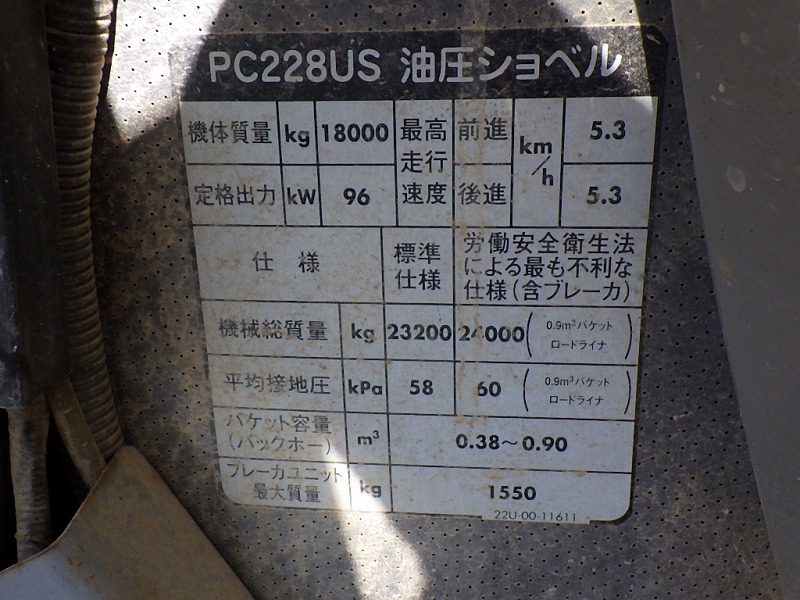 PC228US 油圧ショベル
機体質量 kg 18000 最高走行速度 前進 km/h 5.3
定格出力 kW 96 後進 5.3
仕様 標準仕様 労働安全衛生法による最も不利な仕様(含ブレーカ)
機械総質量 kg 23200 24000 (0.9m³バケット ロードライナ)
平均接地圧 kPa 58 60 (0.9m³バケット ロードライナ)
バケット容量(バックホー) m³ 0.38~0.90
ブレーカユニット最大質量 kg 1550
22U-00-11611